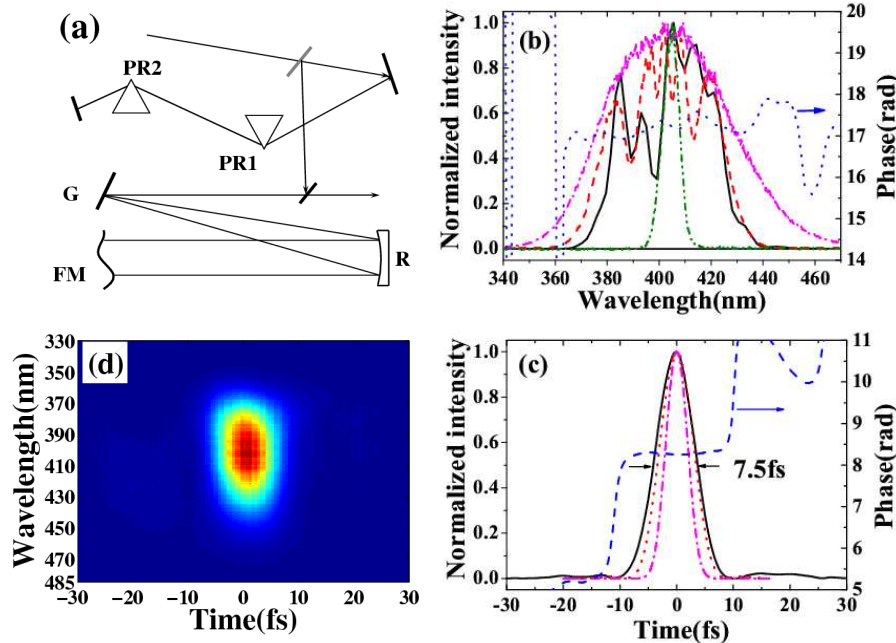 (a)
PR2
PR1
G
FM
R
(b)
Normalized intensity
1.0
0.8
0.6
0.4
0.2
0.0
340 360 380 400 420 440 460
Wavelength(nm)
20
19
18
17
16
15
14
Phase(rad)
(d)
Wavelength(nm)
330
350
370
390
410
430
450
470
485
−30 −20 −10 0 10 20 30
Time(fs)
(c)
Normalized intensity
1.0
0.8
0.6
0.4
0.2
0.0
7.5fs
-30 -20 -10 0 10 20 30
Time(fs)
11
10
9
8
7
6
5
Phase(rad)